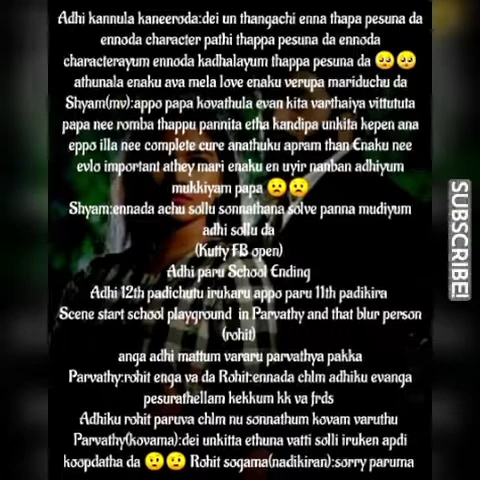 Adhi kannula kaneeroda:dei un thangachi enna thapa pesuna da
ennoda character pathi thappa pesuna da ennoda
characterayum ennoda kadhalayum thappa pesuna da 🥺🥺
athunala enaku ava mela love enaku verupa mariduchu da
Shyam(mv):appo papa kovathula evan kita varthaiya vittututa
papa nee romba thappu pannita etha kandipa unkita kepen ana
eppo illa nee complete cure anathuku apram than Enaku nee
evlo important athey mari enaku en uyir nanban adhiyum
mukkiyam papa 😦😦
Shyam:ennada achu sollu sonnathana solve panna mudiyum
adhi sollu da
(Kutty FB open)
Adhi paru School Ending
Adhi 12th padichutu irukaru appo paru 11th padikira
Scene start school playground in Parvathy and that blur person
(rohit)
anga adhi mattum vararu parvathya pakka
Parvathy:rohit enga va da Rohit:ennada chlm adhiku evanga
pesurathellam kekkum kk va frds
Adhiku rohit paruva chlm nu sonnathum kovam varuthu
Parvathy(kovama):dei unkitta ethuna vatti solli iruken apdi
koopdatha da 😦😦 Rohit sogama(nadikiran):sorry paruma
SUBSCRIBE!